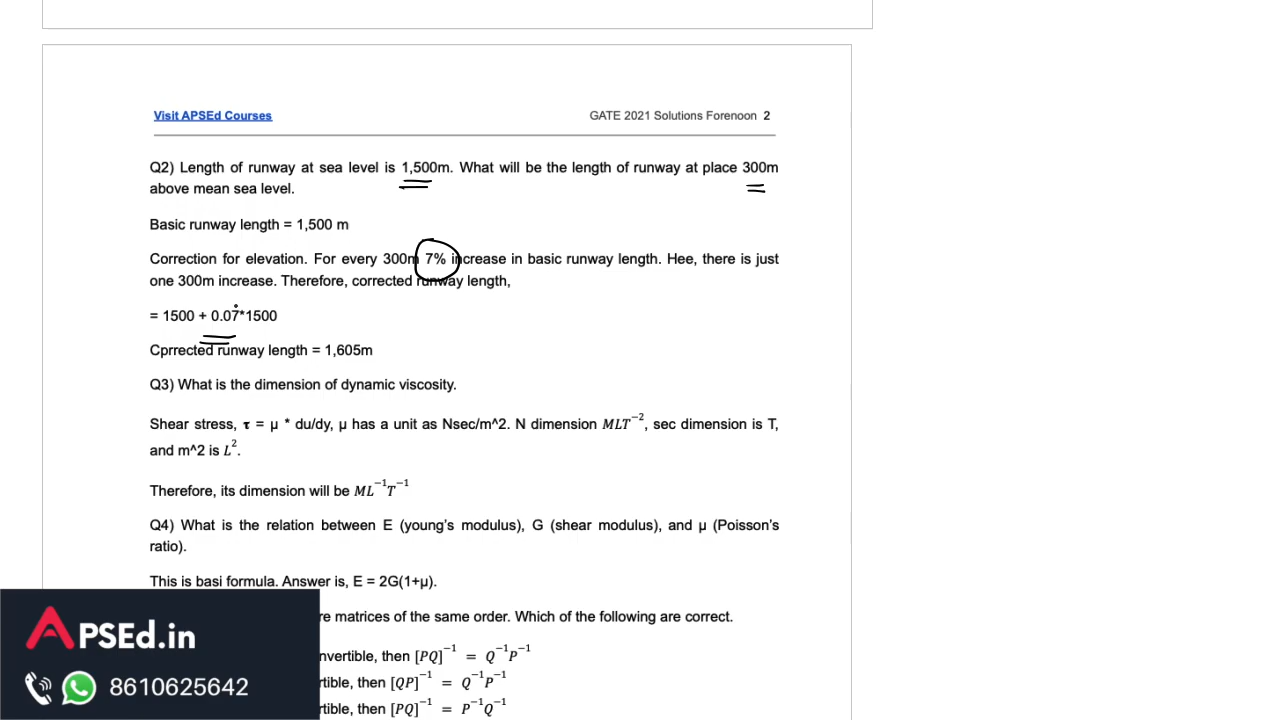 Visit APSEd Courses
GATE 2021 Solutions Forenoon 2
Q2) Length of runway at sea level is 1,500m. What will be the length of runway at place 300m
above mean sea level.
Basic runway length = 1,500 m
Correction for elevation. For every 300m 7% increase in basic runway length. Hee, there is just
one 300m increase. Therefore, corrected runway length,
= 1500 + 0.07*1500
Cprrected runway length = 1,605m
Q3) What is the dimension of dynamic viscosity.
Shear stress, τ = μ * du/dy, μ has a unit as Nsec/m^2. N dimension MLT⁻², sec dimension is T,
and m^2 is L².
Therefore, its dimension will be ML⁻¹T⁻¹
Q4) What is the relation between E (young's modulus), G (shear modulus), and μ (Poisson's
ratio).
This is basi formula. Answer is, E = 2G(1+μ).
re matrices of the same order. Which of the following are correct.
nvertible, then [PQ]⁻¹ = Q⁻¹P⁻¹
rtible, then [QP]⁻¹ = Q⁻¹P⁻¹
rtible, then [PQ]⁻¹ = P⁻¹Q⁻¹
APSEd.in
8610625642